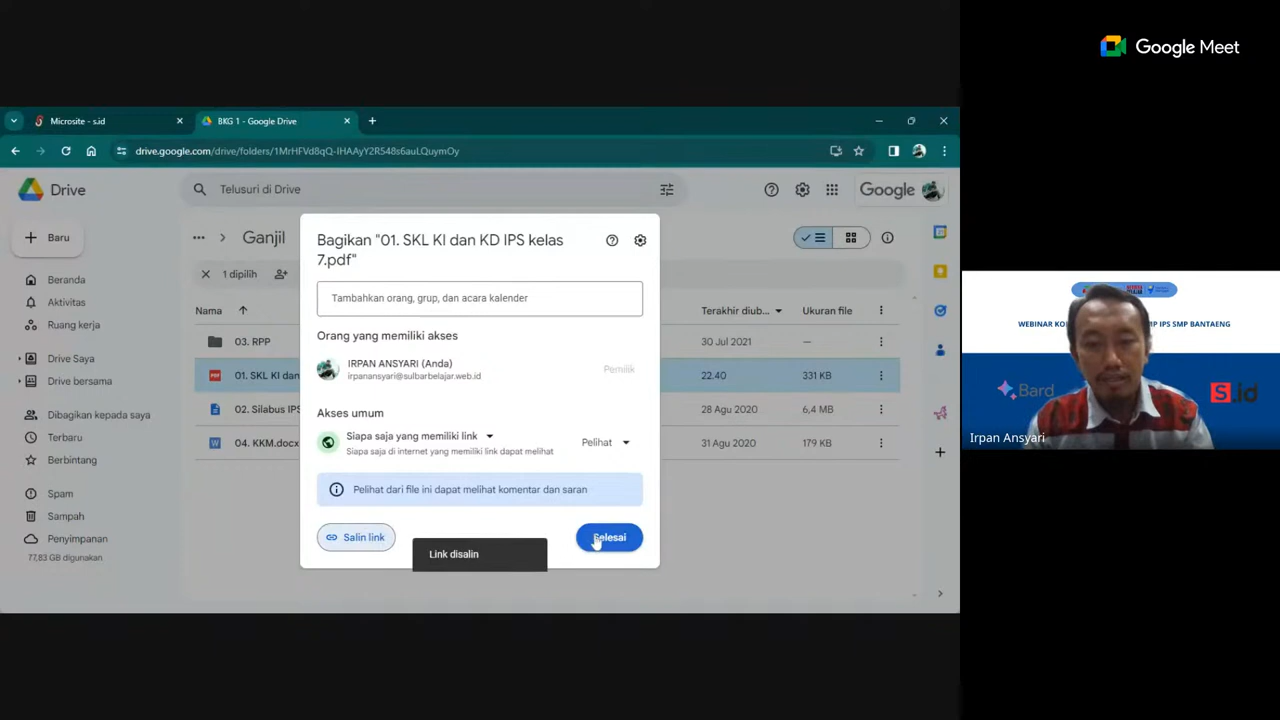 Google Meet
Microsite - s.id
BKG 1 - Google Drive
drive.google.com/drive/folders/1MrHFVd8qQ-IHAAyY2R548s6auLQuymOy
Drive
Telusuri di Drive
Google
Baru
Ganjil
1 dipilih
Beranda
Aktivitas
Ruang kerja
Drive Saya
Drive bersama
Dibagikan kepada saya
Terbaru
Berbintang
Spam
Sampah
Penyimpanan
77,83 GB digunakan
Nama
Terakhir diub...
Ukuran file
03. RPP
30 Jul 2021
—
01. SKL KI dan
22.40
331 KB
02. Silabus IPS
28 Agu 2020
6,4 MB
04. KKM.docx
31 Agu 2020
179 KB
Bagikan "01. SKL KI dan KD IPS kelas
7.pdf"
Tambahkan orang, grup, dan acara kalender
Orang yang memiliki akses
IRPAN ANSYARI (Anda)
irpanansyari@sulbarbelajar.web.id
Pemilik
Akses umum
Siapa saja yang memiliki link
Siapa saja di internet yang memiliki link dapat melihat
Pelihat
Pelihat dari file ini dapat melihat komentar dan saran
Salin link
Link disalin
Selesai
WEBINAR
IPS SMP BANTAENG
Bard
S.id
Irpan Ansyari